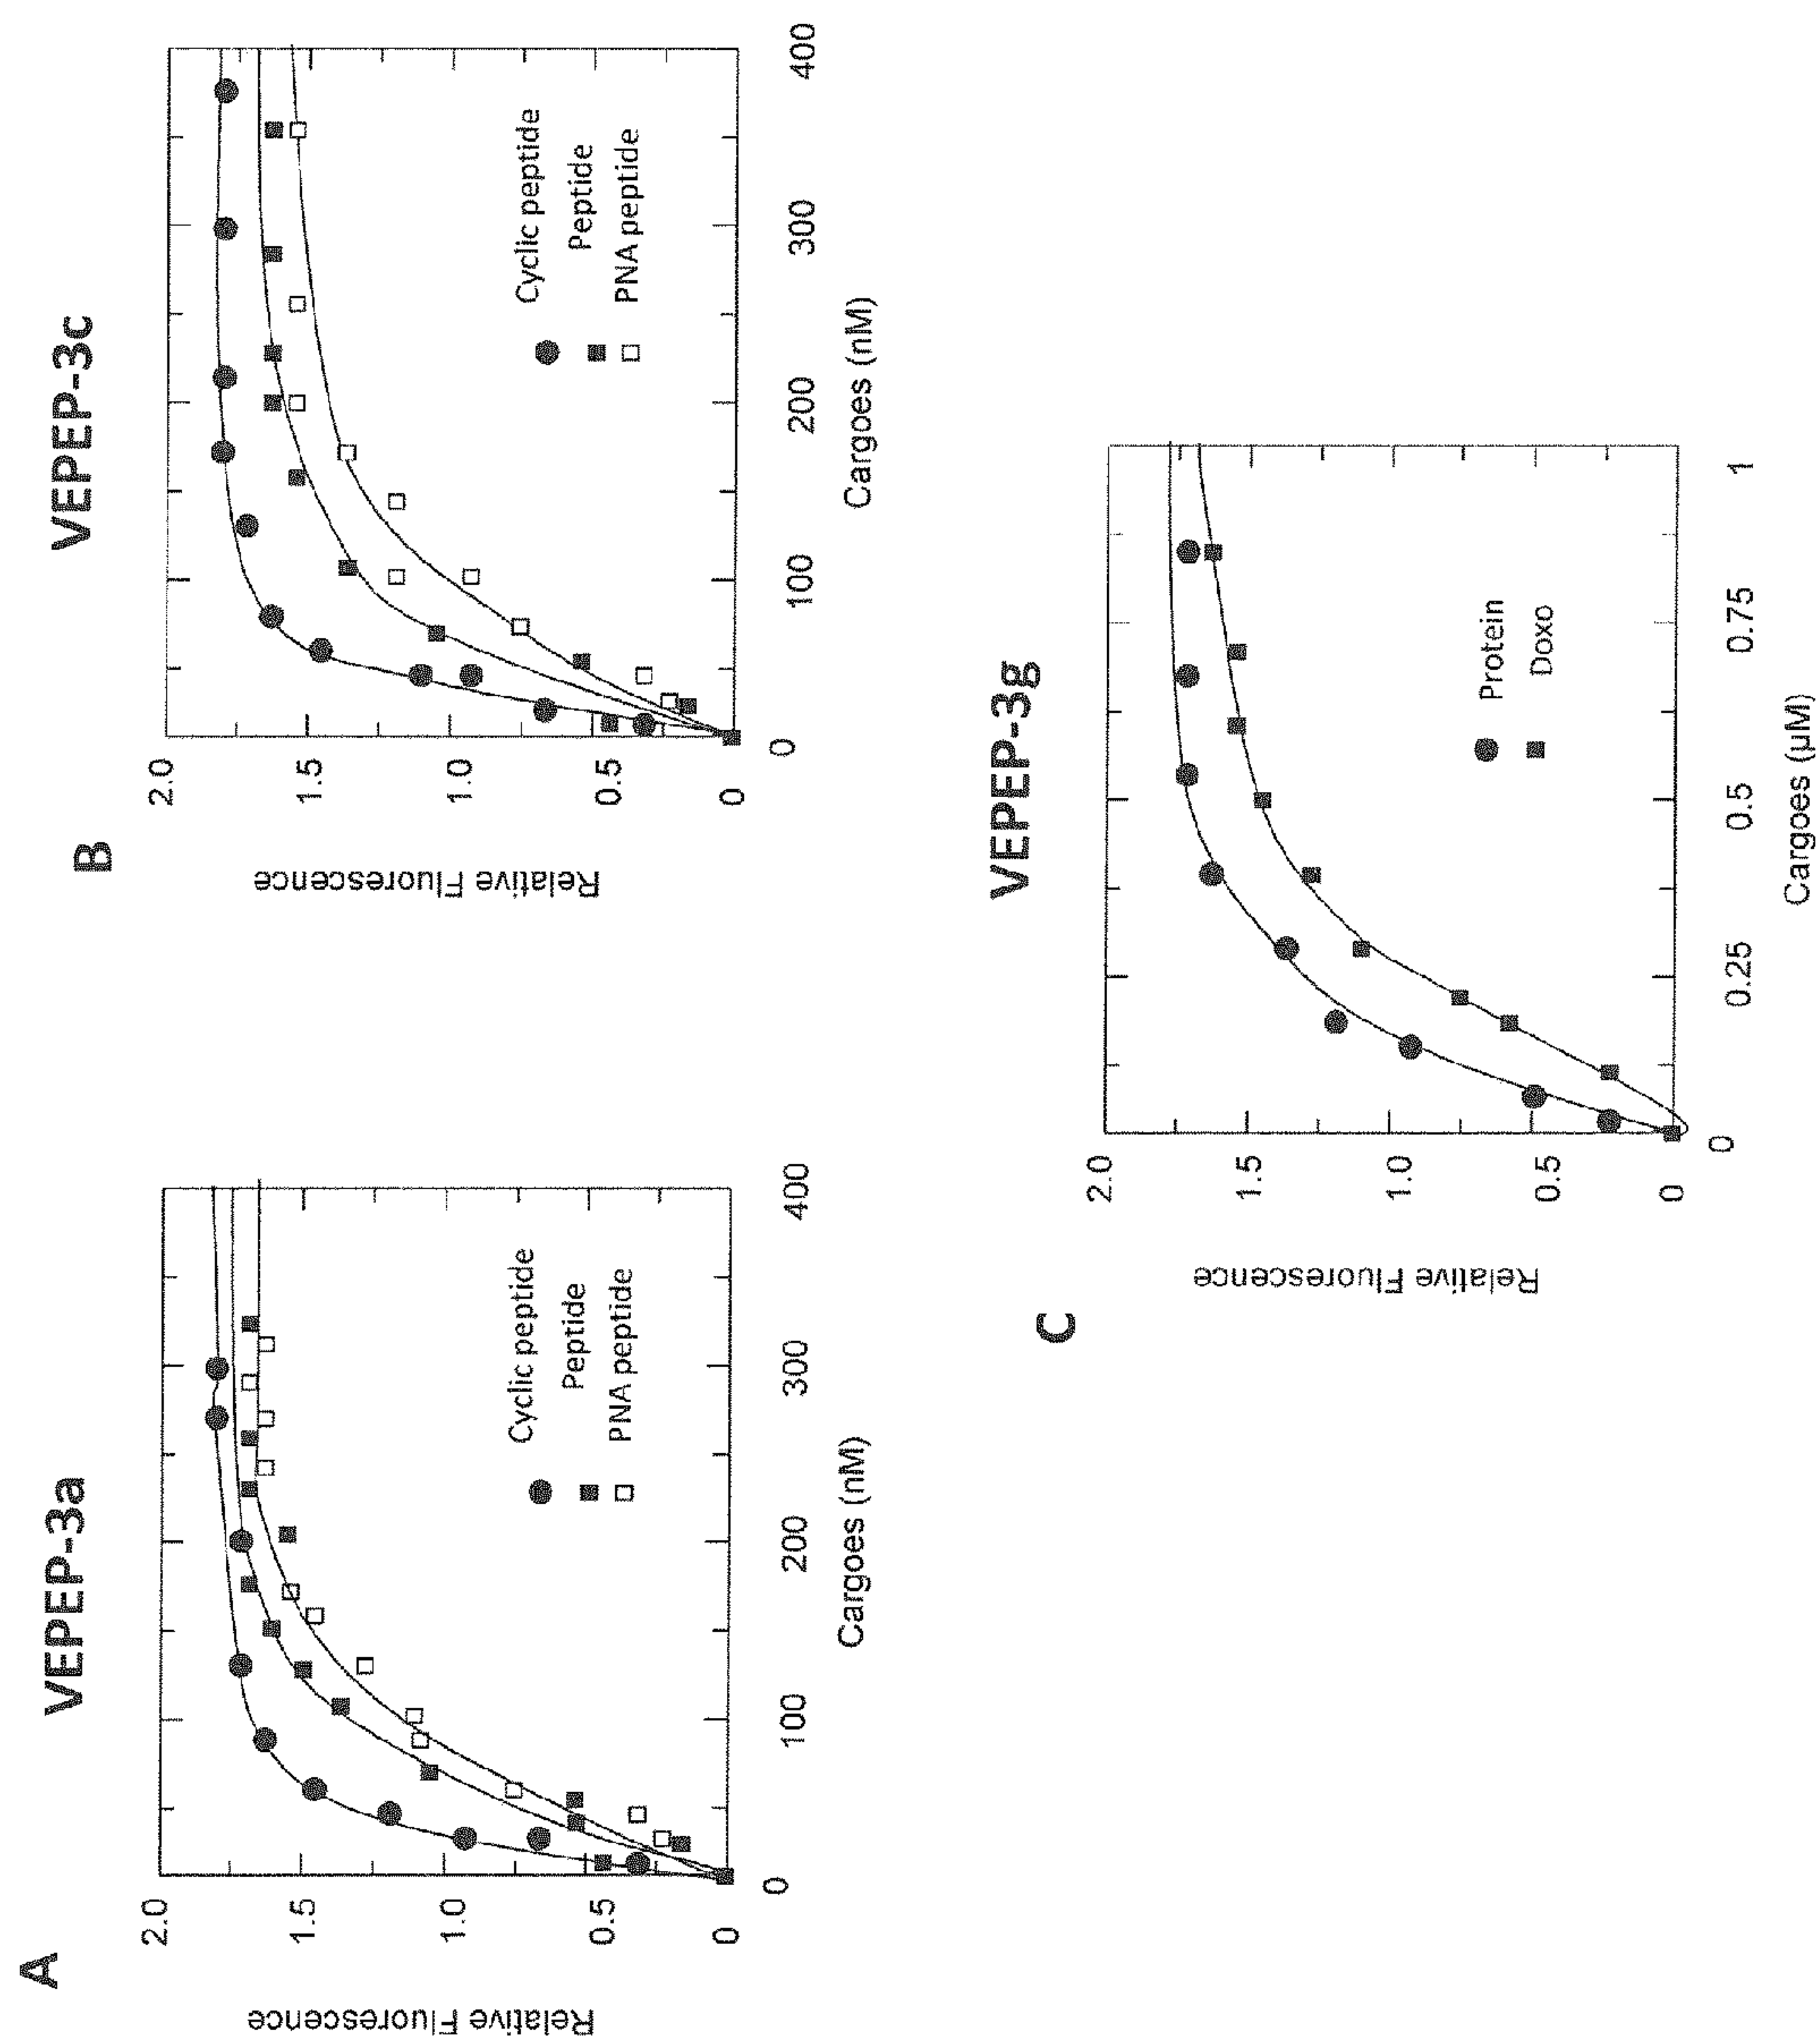 A
VEPEP-3a
Relative Fluorescence
2.0
1.5
1.0
0.5
0
Cyclic peptide
Peptide
PNA peptide
0
100
200
300
400
Cargoes (nM)
B
VEPEP-3c
Relative Fluorescence
2.0
1.5
1.0
0.5
0
Cyclic peptide
Peptide
PNA peptide
0
100
200
300
400
Cargoes (nM)
C
VEPEP-3g
Relative Fluorescence
2.0
1.5
1.0
0.5
0
Protein
Doxo
0
0.25
0.5
0.75
1
Cargoes (µM)